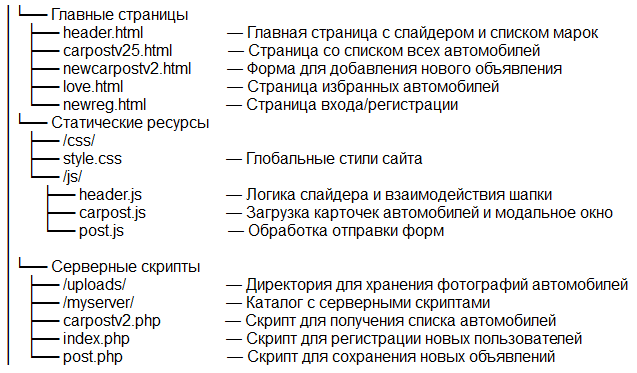 └── Главные страницы
├── header.html — Главная страница с слайдером и списком марок
├── carpostv25.html — Страница со списком всех автомобилей
├── newcarpostv2.html — Форма для добавления нового объявления
├── love.html — Страница избранных автомобилей
└── newreg.html — Страница входа/регистрации
└── Статические ресурсы
├── /css/
├── style.css — Глобальные стили сайта
└── /js/
├── header.js — Логика слайдера и взаимодействия шапки
├── carpost.js — Загрузка карточек автомобилей и модальное окно
└── post.js — Обработка отправки форм
└── Серверные скрипты
├── /uploads/ — Директория для хранения фотографий автомобилей
├── /myserver/ — Каталог с серверными скриптами
├── carpostv2.php — Скрипт для получения списка автомобилей
├── index.php — Скрипт для регистрации новых пользователей
└── post.php — Скрипт для сохранения новых объявлений